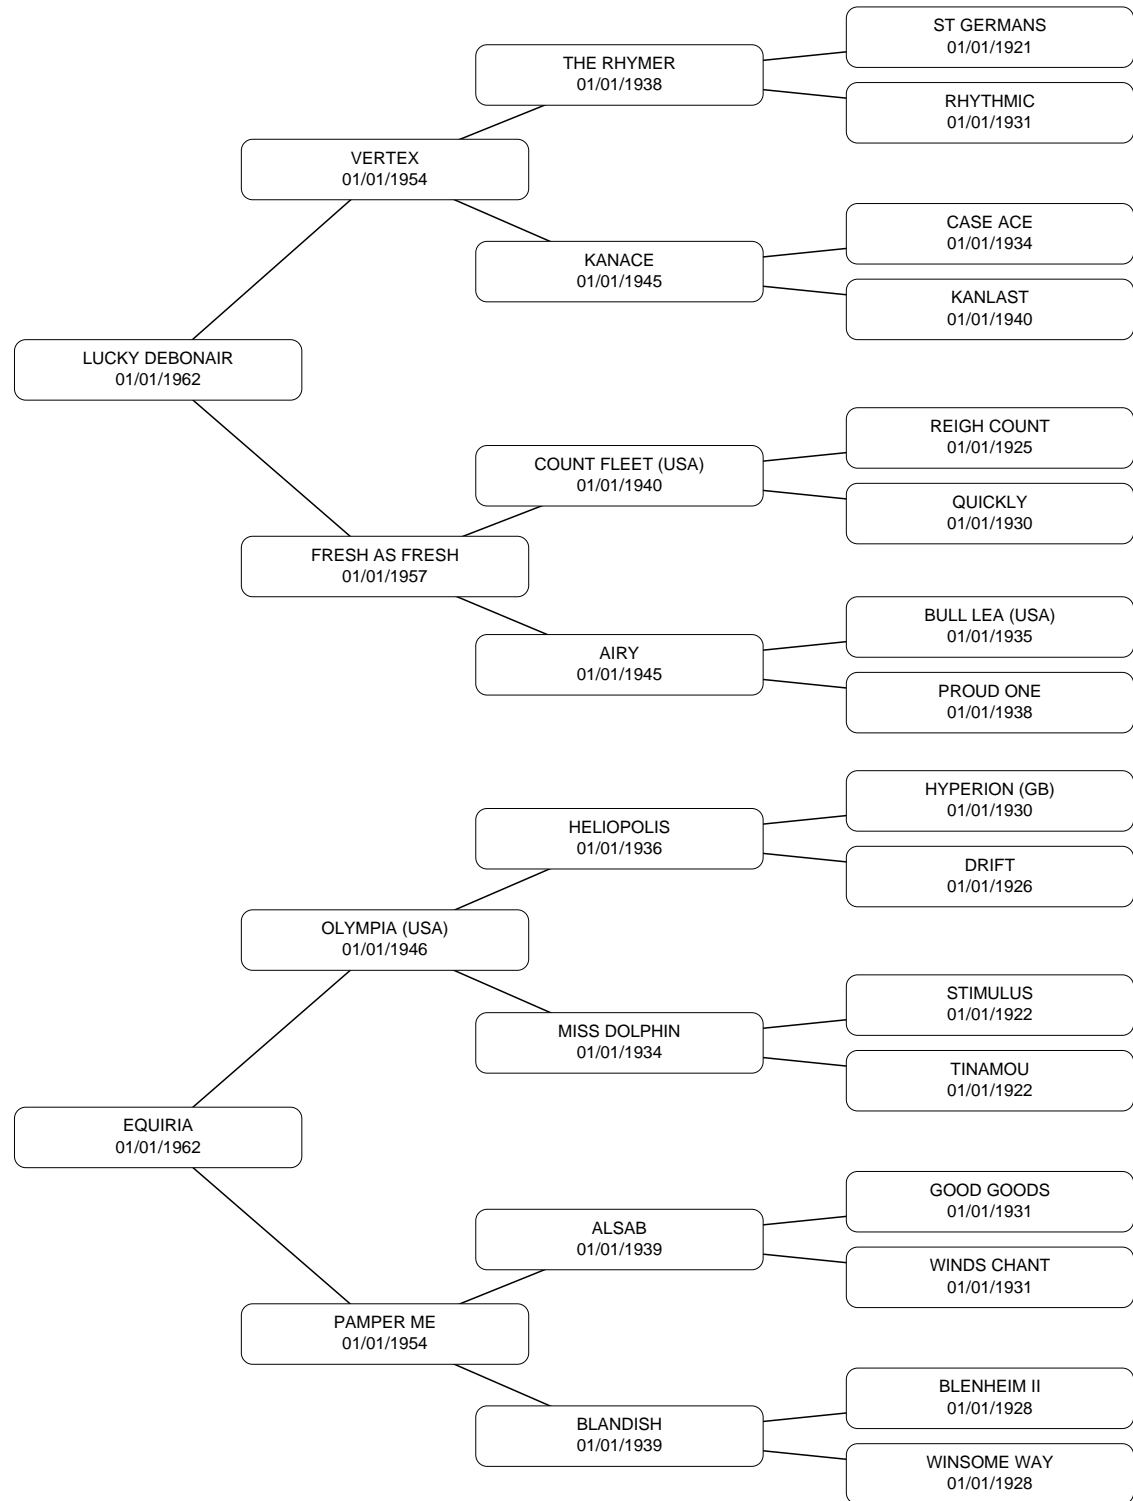 ST GERMANS
01/01/1921
THE RHYMER
01/01/1938
RHYTHMIC
01/01/1931
VERTEX
01/01/1954
CASE ACE
01/01/1934
KANACE
01/01/1945
KANLAST
01/01/1940
LUCKY DEBONAIR
01/01/1962
REIGH COUNT
01/01/1925
COUNT FLEET (USA)
01/01/1940
QUICKLY
01/01/1930
FRESH AS FRESH
01/01/1957
BULL LEA (USA)
01/01/1935
AIRY
01/01/1945
PROUD ONE
01/01/1938
HYPERION (GB)
01/01/1930
HELIOPOLIS
01/01/1936
DRIFT
01/01/1926
OLYMPIA (USA)
01/01/1946
STIMULUS
01/01/1922
MISS DOLPHIN
01/01/1934
TINAMOU
01/01/1922
EQUIRIA
01/01/1962
GOOD GOODS
01/01/1931
ALSAB
01/01/1939
WINDS CHANT
01/01/1931
PAMPER ME
01/01/1954
BLENHEIM II
01/01/1928
BLANDISH
01/01/1939
WINSOME WAY
01/01/1928